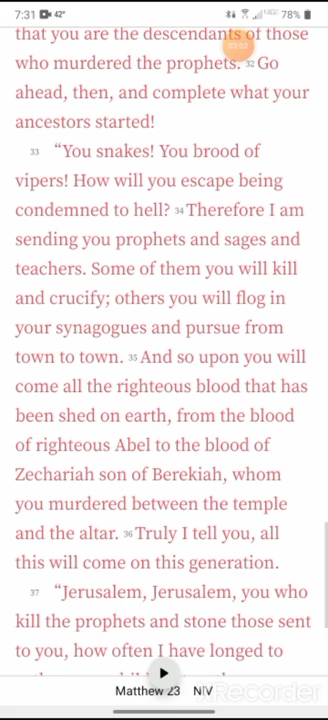 7:31 42° 78%
that you are the descendants of those
03:02
who murdered the prophets. 32 Go
ahead, then, and complete what your
ancestors started!
33 “You snakes! You brood of
vipers! How will you escape being
condemned to hell? 34 Therefore I am
sending you prophets and sages and
teachers. Some of them you will kill
and crucify; others you will flog in
your synagogues and pursue from
town to town. 35 And so upon you will
come all the righteous blood that has
been shed on earth, from the blood
of righteous Abel to the blood of
Zechariah son of Berekiah, whom
you murdered between the temple
and the altar. 36 Truly I tell you, all
this will come on this generation.
37 “Jerusalem, Jerusalem, you who
kill the prophets and stone those sent
to you, how often I have longed to
Recorder
Matthew 23 NIV